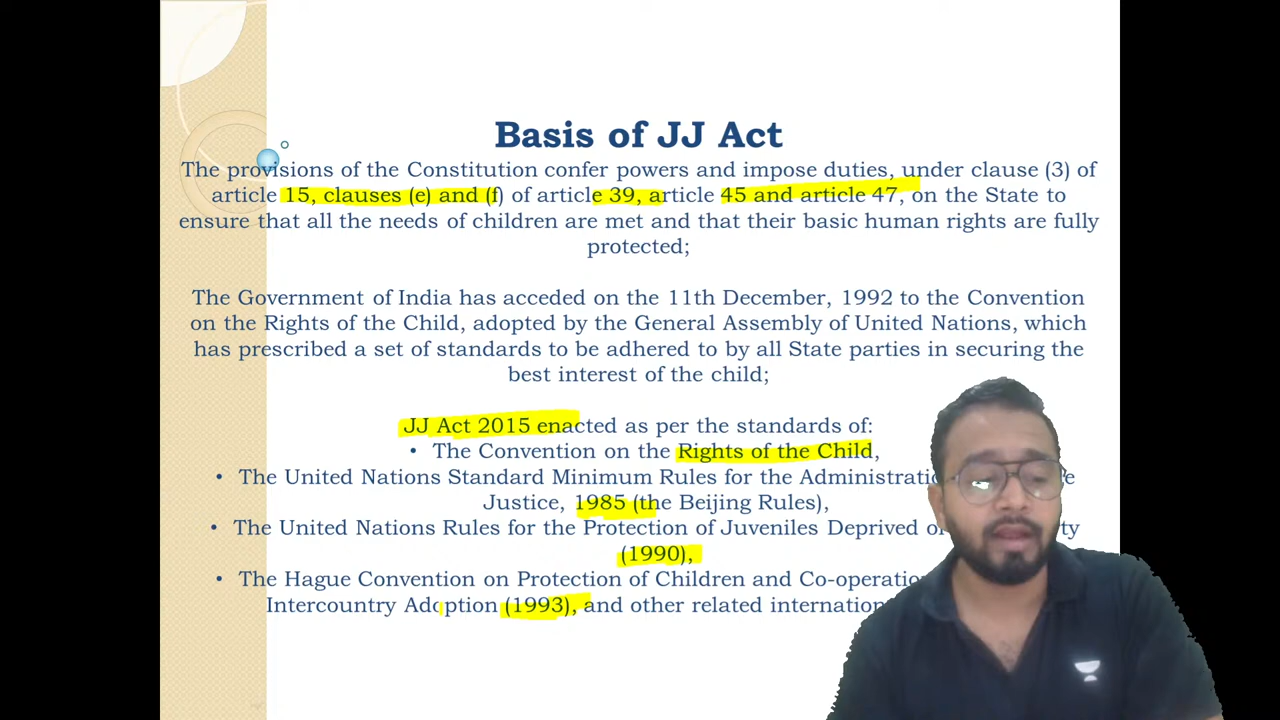 Basis of JJ Act
The provisions of the Constitution confer powers and impose duties, under clause (3) of
article 15, clauses (e) and (f) of article 39, article 45 and article 47, on the State to
ensure that all the needs of children are met and that their basic human rights are fully
protected;
The Government of India has acceded on the 11th December, 1992 to the Convention
on the Rights of the Child, adopted by the General Assembly of United Nations, which
has prescribed a set of standards to be adhered to by all State parties in securing the
best interest of the child;
JJ Act 2015 enacted as per the standards of:
• The Convention on the Rights of the Child,
• The United Nations Standard Minimum Rules for the
Justice, 1985 (the Beijing Rules),
• The United Nations Rules for the Protection of Juveniles Deprived
(1990),
• The Hague Convention on Protection of Children and
Intercountry Adoption (1993), and other related